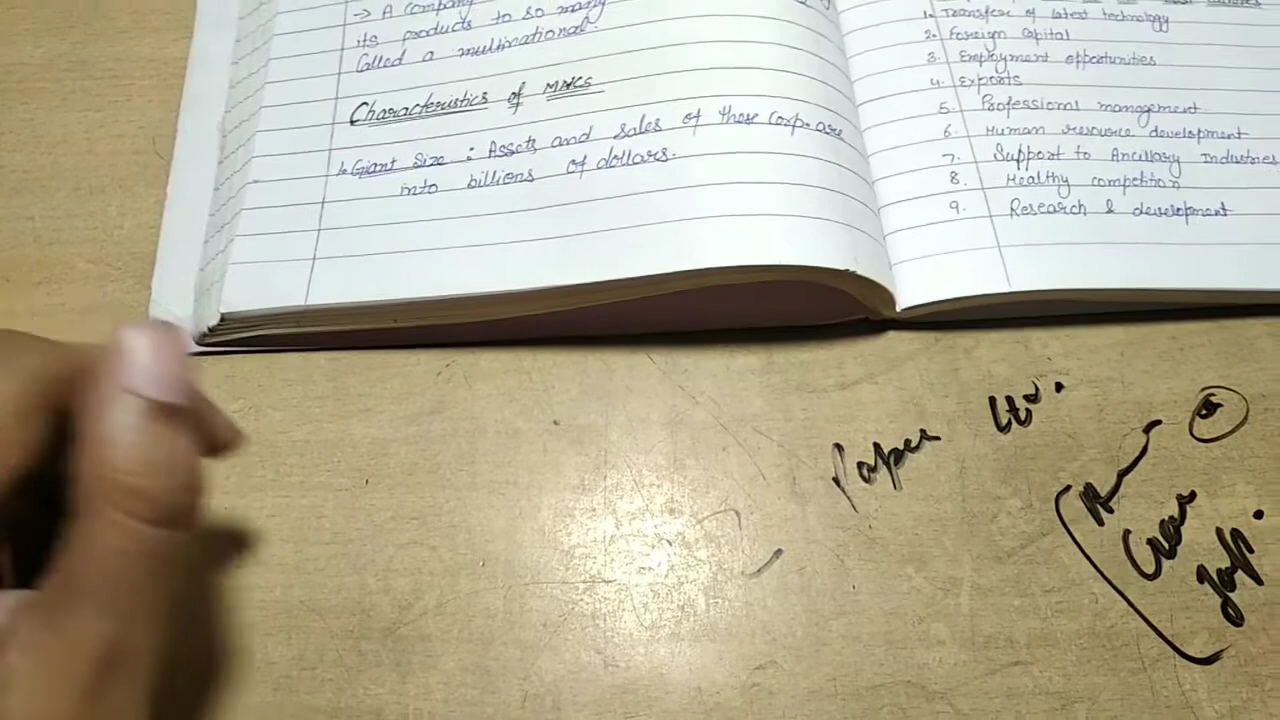 → A company
its products to so many
Called a multinational.
Characteristics of MNCs
1. Giant Size : Assets and sales of those Corp. are
into billions of dollars.
1. Transfer of latest technology
2. Foreign Capital
3. Employment opportunities
4. Exports
5. Professional management
6. Human resource development
7. Support to Ancillary Industries
8. Healthy competition
9. Research & development
Paper